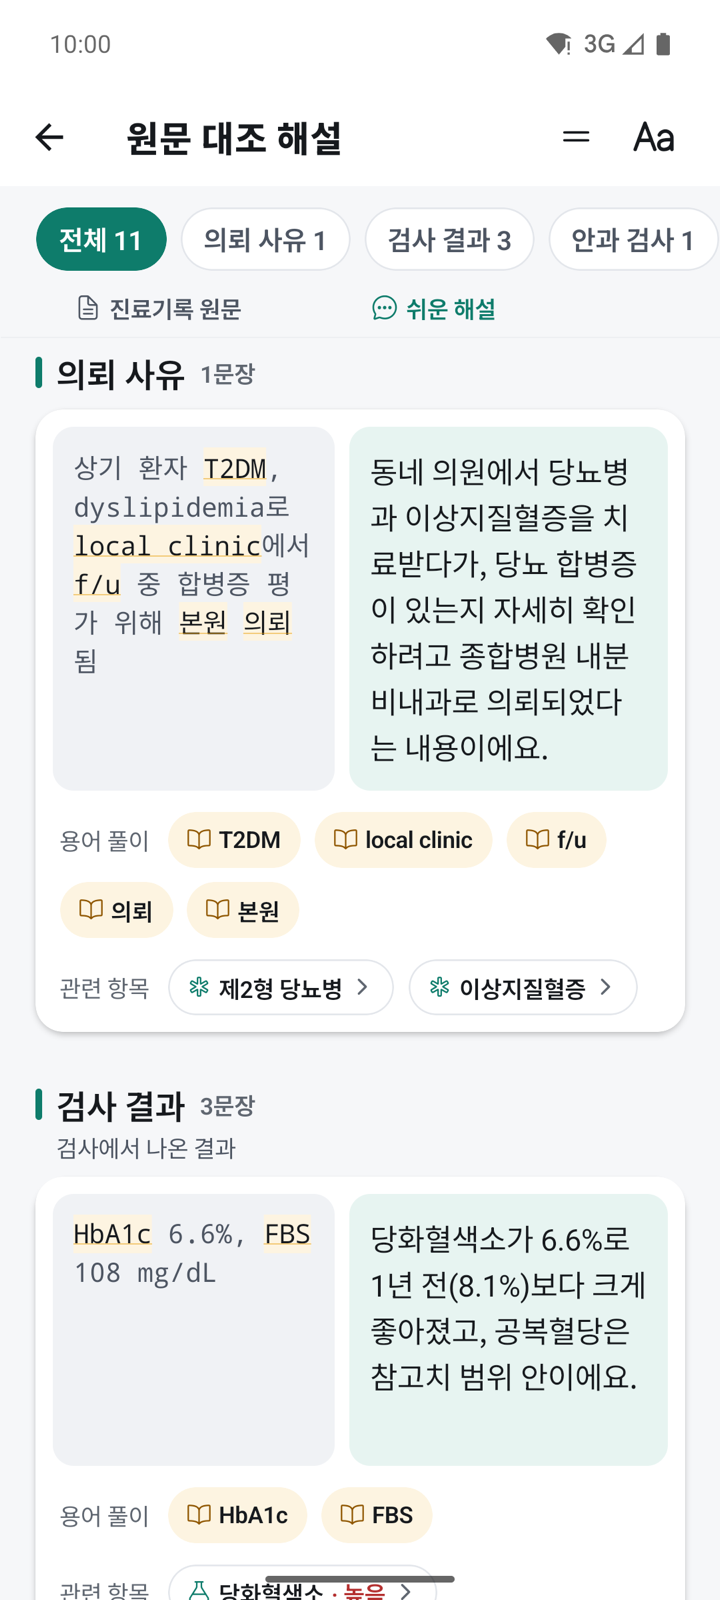 10:00
3G
원문 대조 해설
Aa
전체 11
의뢰 사유 1
검사 결과 3
안과 검사 1
진료기록 원문
쉬운 해설
의뢰 사유 1문장
상기 환자 T2DM,
dyslipidemia로
local clinic에서
f/u 중 합병증 평
가 위해 본원 의뢰
됨
동네 의원에서 당뇨병
과 이상지질혈증을 치
료받다가, 당뇨 합병증
이 있는지 자세히 확인
하려고 종합병원 내분
비내과로 의뢰되었다
는 내용이에요.
용어 풀이
T2DM
local clinic
f/u
의뢰
본원
관련 항목
제2형 당뇨병
이상지질혈증
검사 결과 3문장
검사에서 나온 결과
HbA1c 6.6%, FBS
108 mg/dL
당화혈색소가 6.6%로
1년 전(8.1%)보다 크게
좋아졌고, 공복혈당은
참고치 범위 안이에요.
용어 풀이
HbA1c
FBS
관련 항목
당화혈색소 · 높음